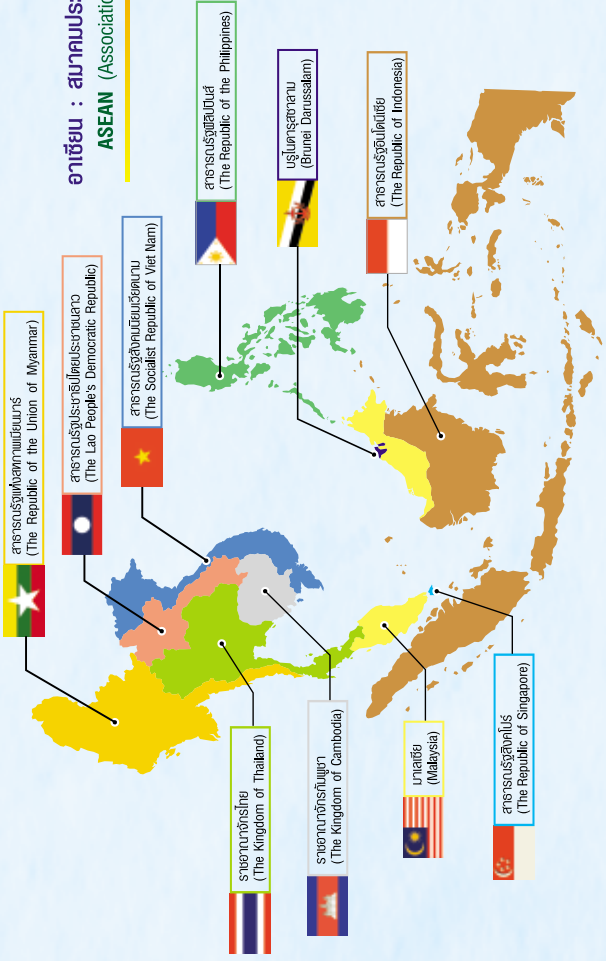 อาเซียน : สมาคมประ
ASEAN (Association
สาธารณรัฐแห่งสหภาพเมียนมาร์
(The Republic of the Union of Myanmar)
สาธารณรัฐประชาธิปไตยประชาชนลาว
(The Lao People's Democratic Republic)
สาธารณรัฐสังคมนิยมเวียดนาม
(The Socialist Republic of Viet Nam)
สาธารณรัฐฟิลิปปินส์
(The Republic of the Philippines)
บรูไนดารุสซาลาม
(Brunei Darussalam)
สาธารณรัฐอินโดนีเซีย
(The Republic of Indonesia)
ราชอาณาจักรไทย
(The Kingdom of Thailand)
ราชอาณาจักรกัมพูชา
(The Kingdom of Cambodia)
มาเลเซีย
(Malaysia)
สาธารณรัฐสิงคโปร์
(The Republic of Singapore)